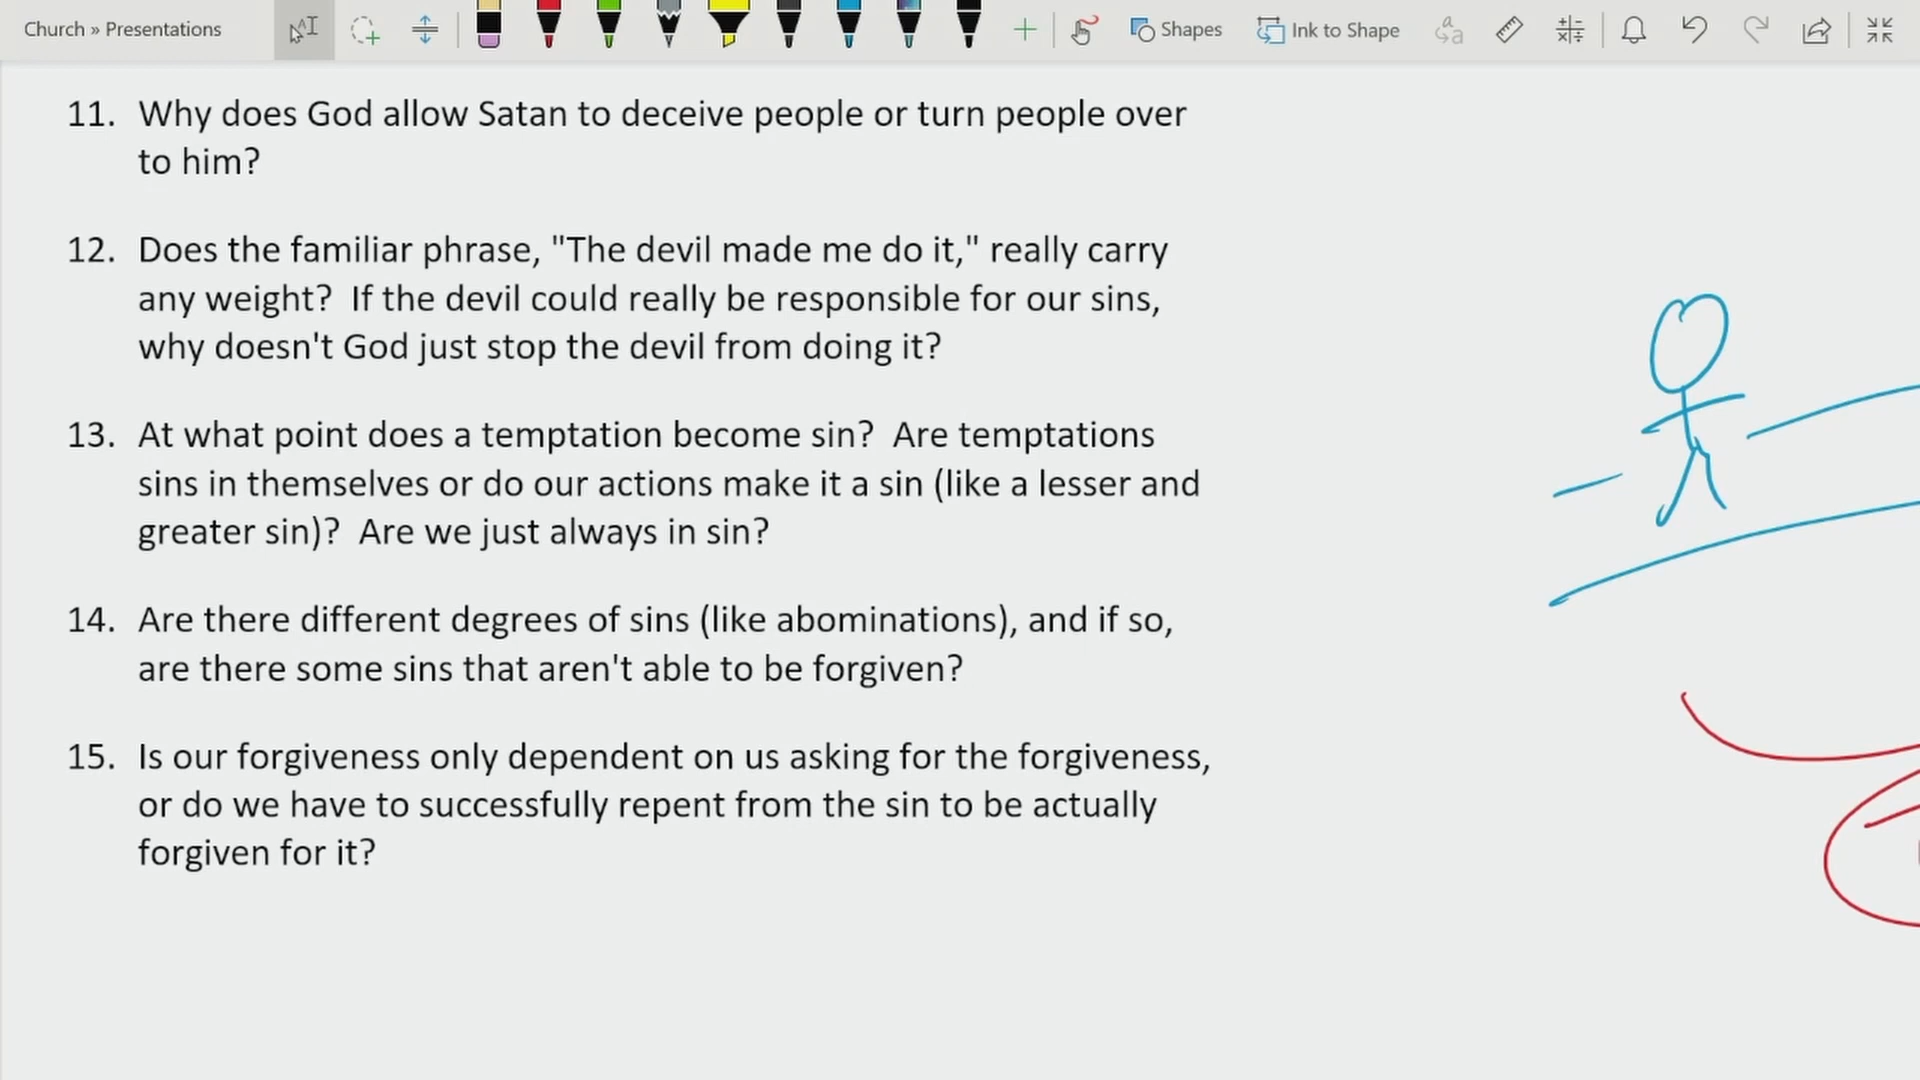 Church » Presentations
Shapes
Ink to Shape
11. Why does God allow Satan to deceive people or turn people over
to him?
12. Does the familiar phrase, "The devil made me do it," really carry
any weight?  If the devil could really be responsible for our sins,
why doesn't God just stop the devil from doing it?
13. At what point does a temptation become sin?  Are temptations
sins in themselves or do our actions make it a sin (like a lesser and
greater sin)?  Are we just always in sin?
14. Are there different degrees of sins (like abominations), and if so,
are there some sins that aren't able to be forgiven?
15. Is our forgiveness only dependent on us asking for the forgiveness,
or do we have to successfully repent from the sin to be actually
forgiven for it?